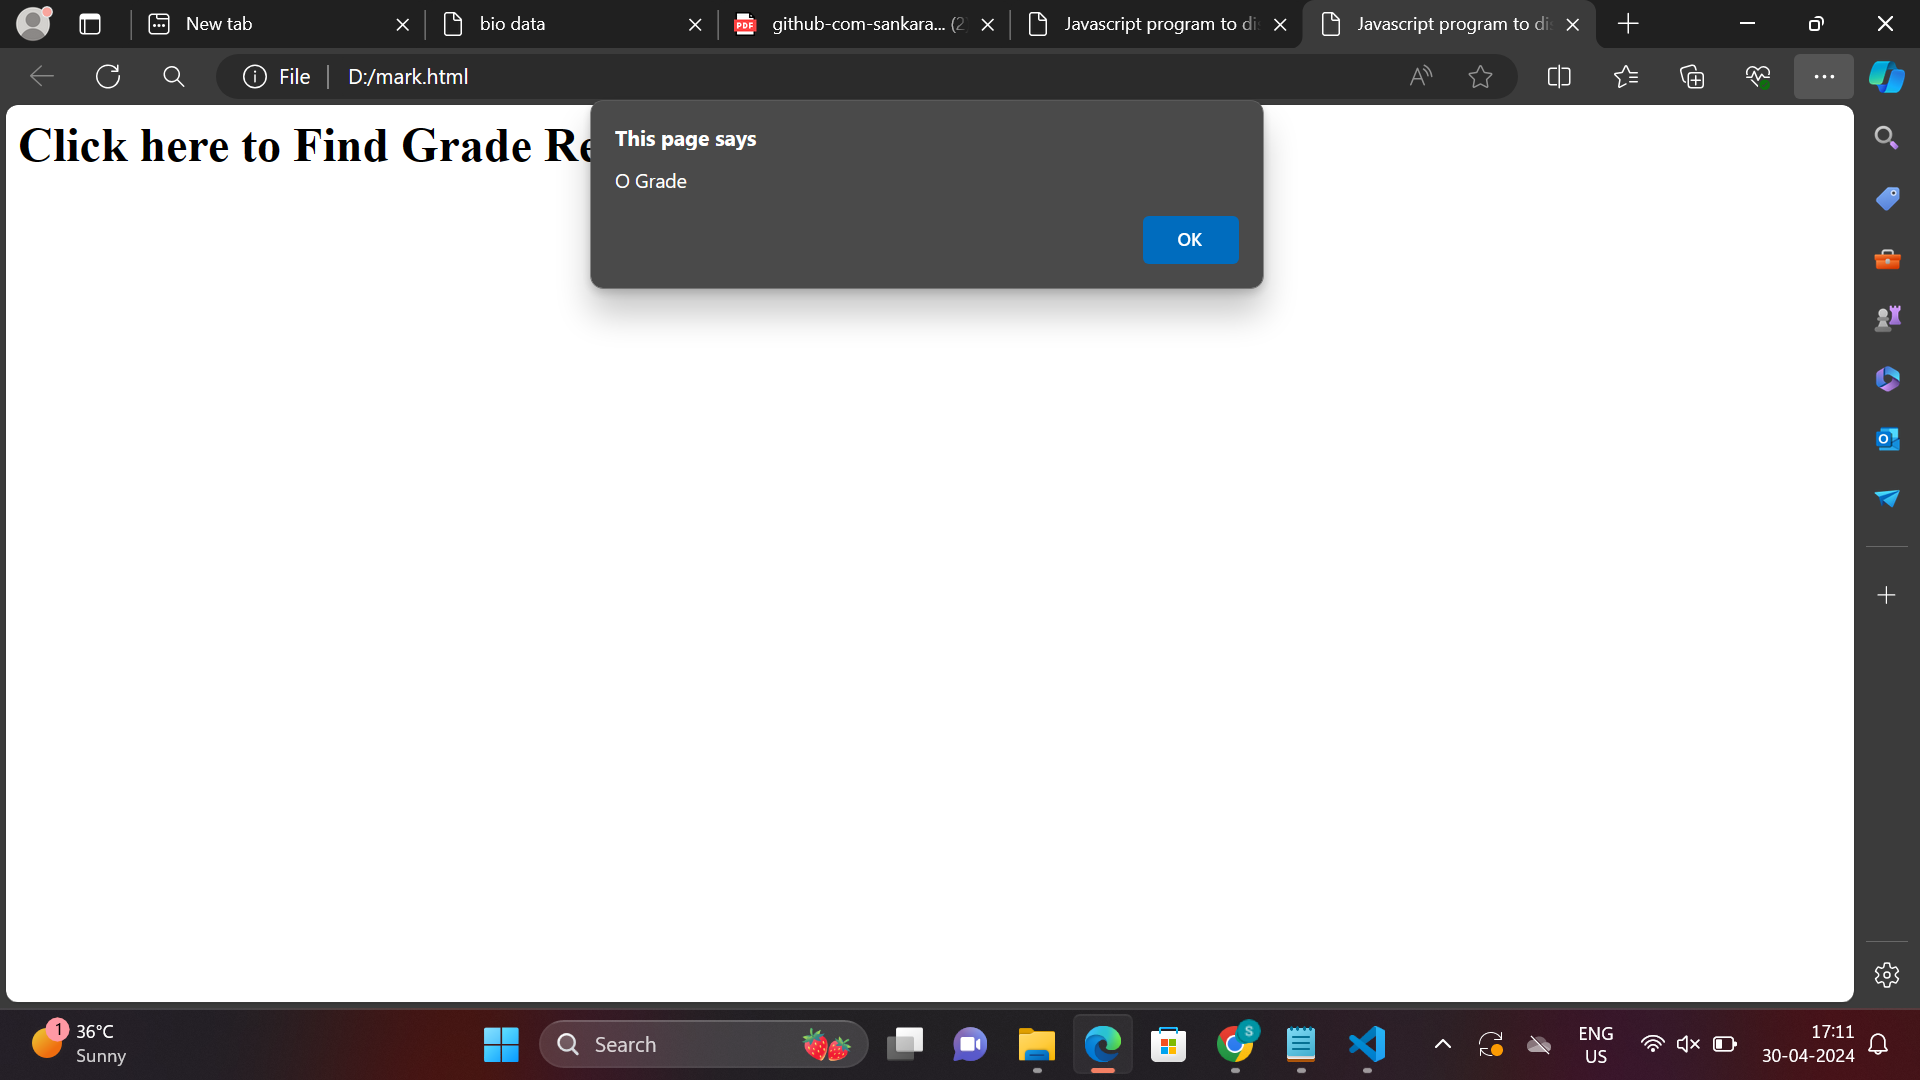 New tab
bio data
github-com-sankara... (2)
Javascript program to di
Javascript program to di
File
D:/mark.html
Click here to Find Grade Re
This page says
O Grade
OK
1
36°C
Sunny
Search
S
ENG
US
17:11
30-04-2024